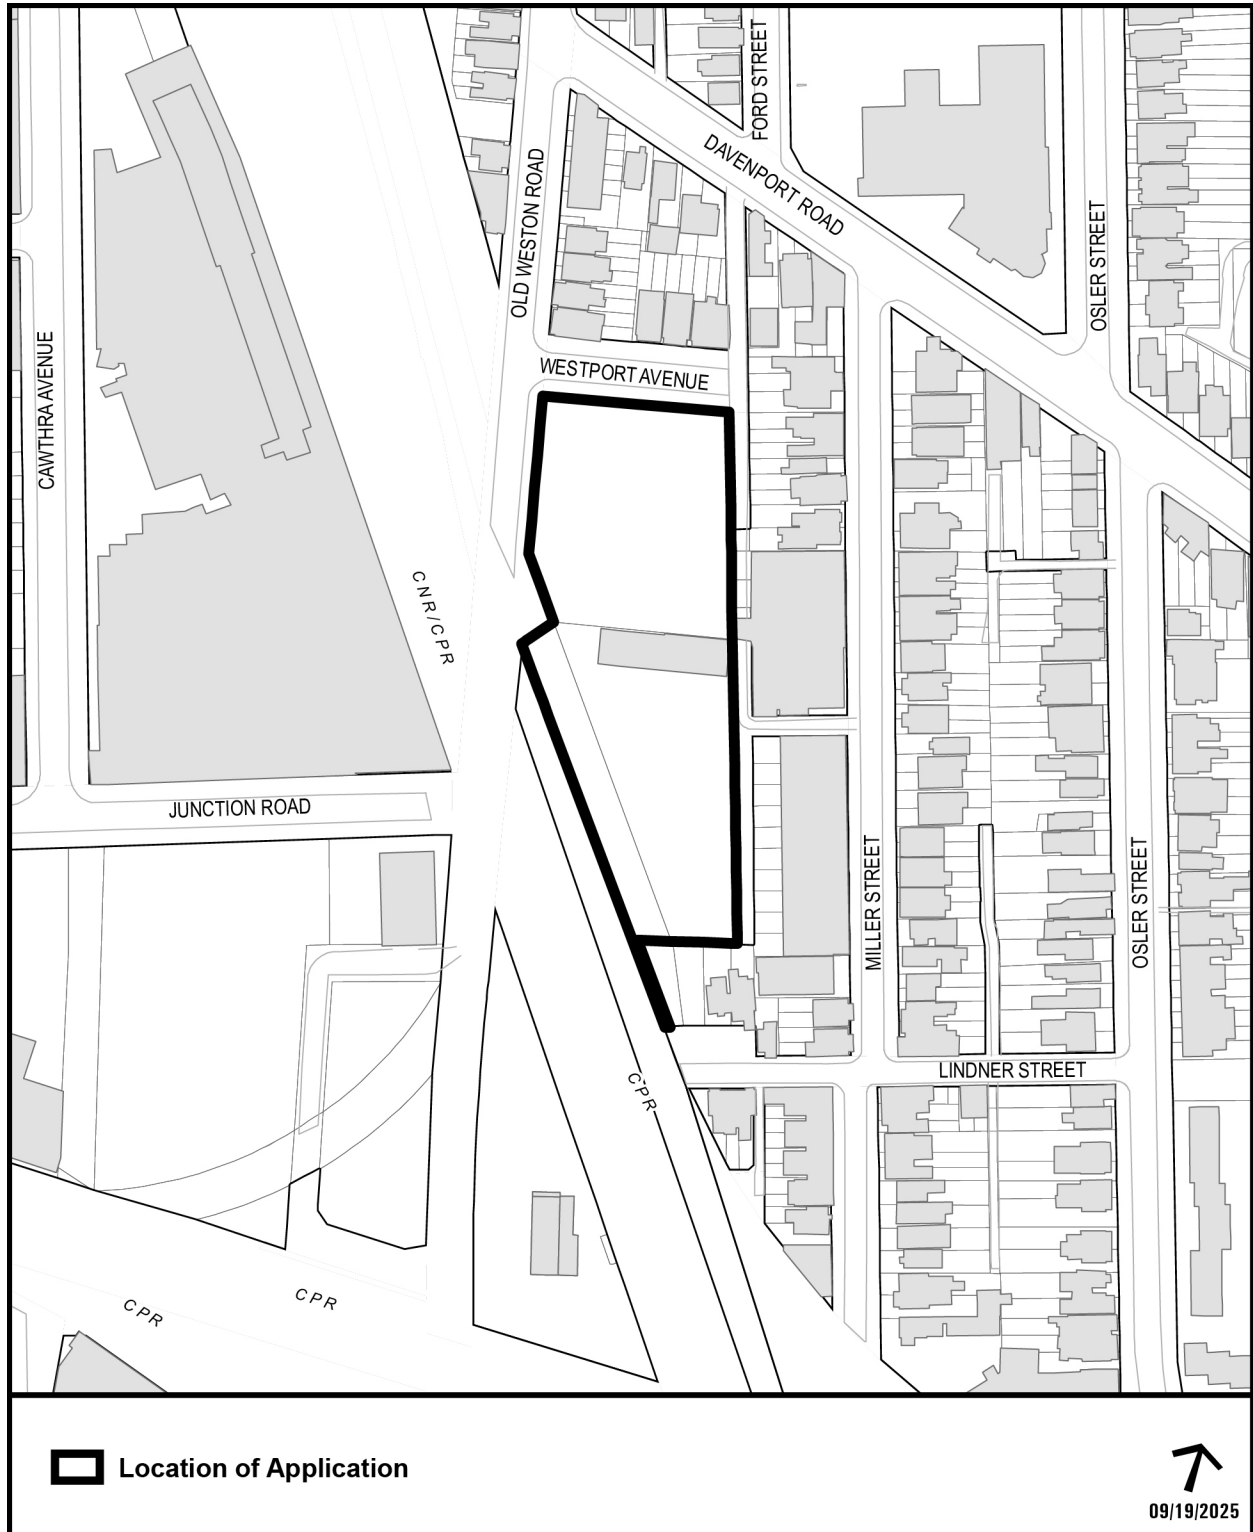 FORD STREET
DAVENPORT ROAD
OLD WESTON ROAD
OSLER STREET
CAWTHRA AVENUE
WESTPORT AVENUE
CNR/CPR
JUNCTION ROAD
MILLER STREET
OSLER STREET
LINDNER STREET
CPR
CPR
CPR
Location of Application
09/19/2025